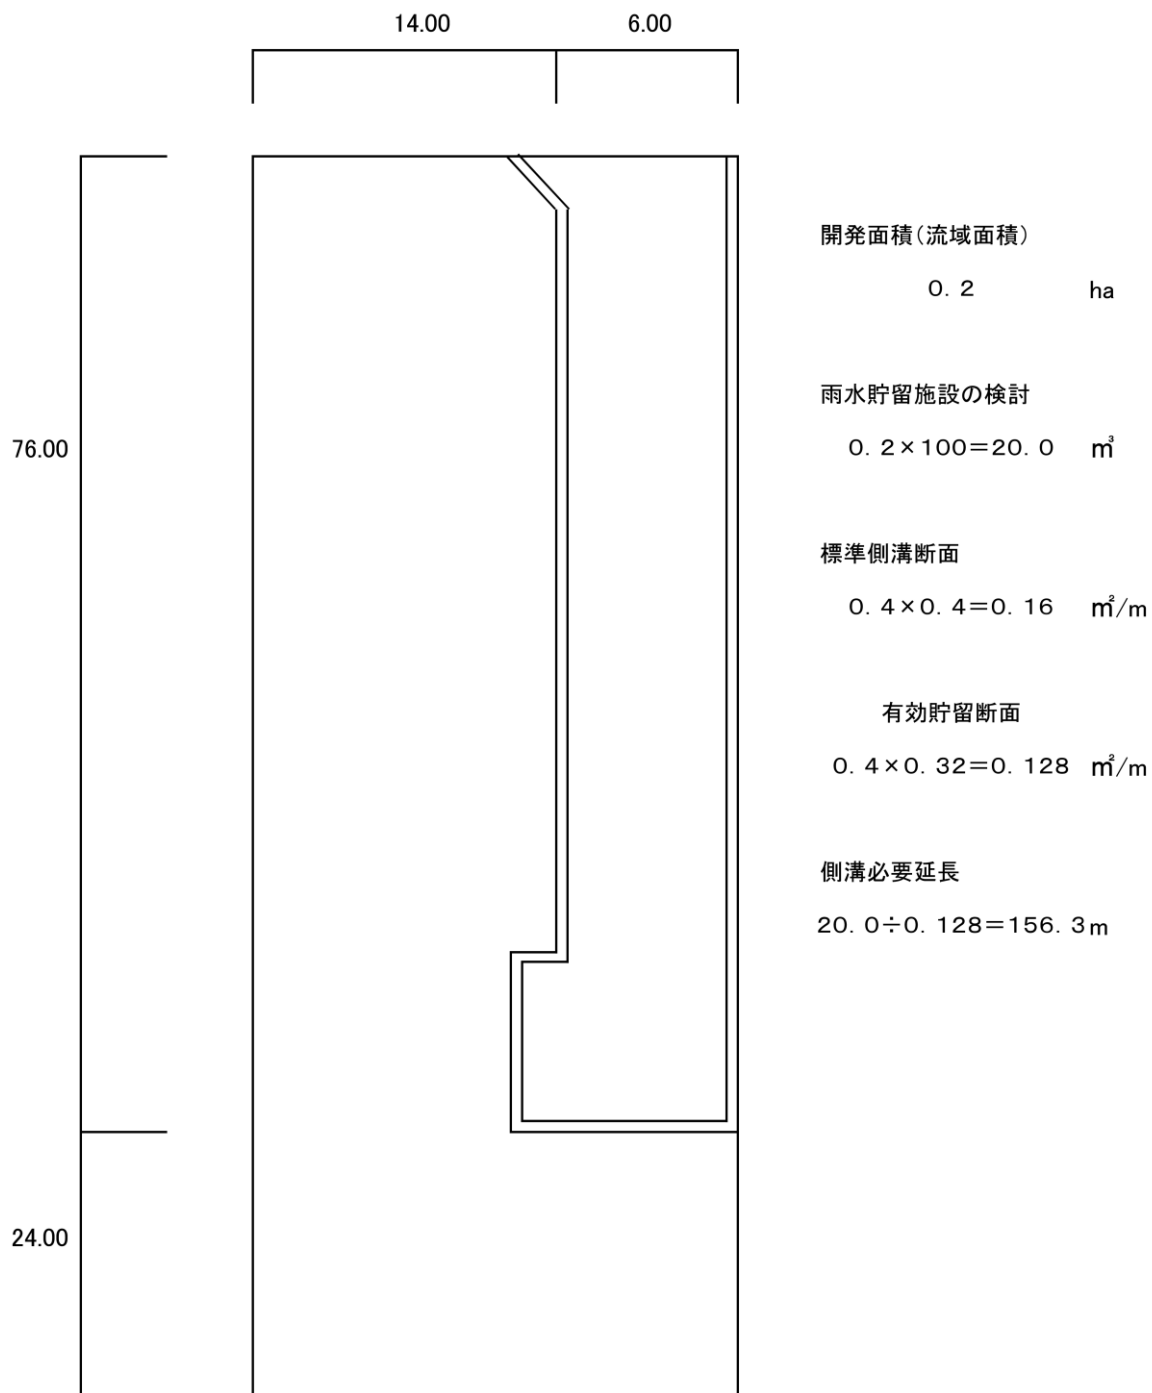 14.00 6.00
開発面積(流域面積)
0.2 ha
雨水貯留施設の検討
0.2×100=20.0 ㎥
76.00
標準側溝断面
0.4×0.4=0.16 ㎡/m
有効貯留断面
0.4×0.32=0.128 ㎡/m
側溝必要延長
20.0÷0.128=156.3m
24.00